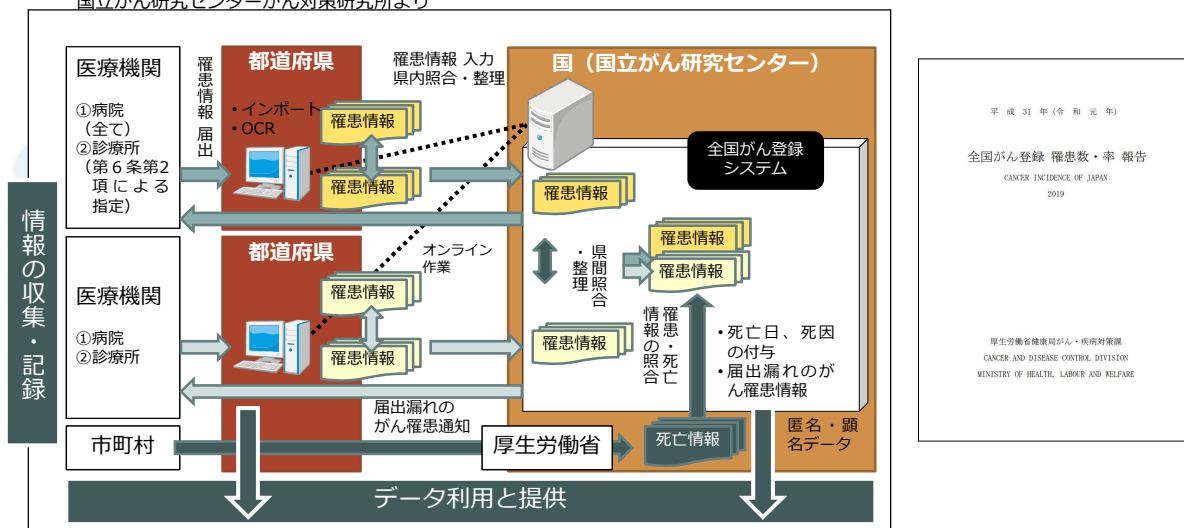 国立がん研究センターがん対策研究所より
情報の収集・記録
医療機関
①病院
（全て）
②診療所
（第６条第2
項による
指定）
罹患情報 届出
都道府県
・インポート
・OCR
罹患情報
罹患情報
罹患情報 入力
県内照合・整理
国（国立がん研究センター）
全国がん登録
システム
罹患情報
医療機関
①病院
②診療所
都道府県
罹患情報
罹患情報
オンライン
作業
県間照合
・整理
罹患情報
罹患情報
罹患情報
罹患・死亡
情報の照合
・死亡日、死因
の付与
・届出漏れのが
ん罹患情報
届出漏れの
がん罹患通知
市町村
厚生労働省
死亡情報
匿名・顕
名データ
データ利用と提供
平 成 31 年（令 和 元 年）
全国がん登録 罹患数・率 報告
CANCER INCIDENCE OF JAPAN
2019
厚生労働省健康局がん・疾病対策課
CANCER AND DISEASE CONTROL DIVISION
MINISTRY OF HEALTH, LABOUR AND WELFARE